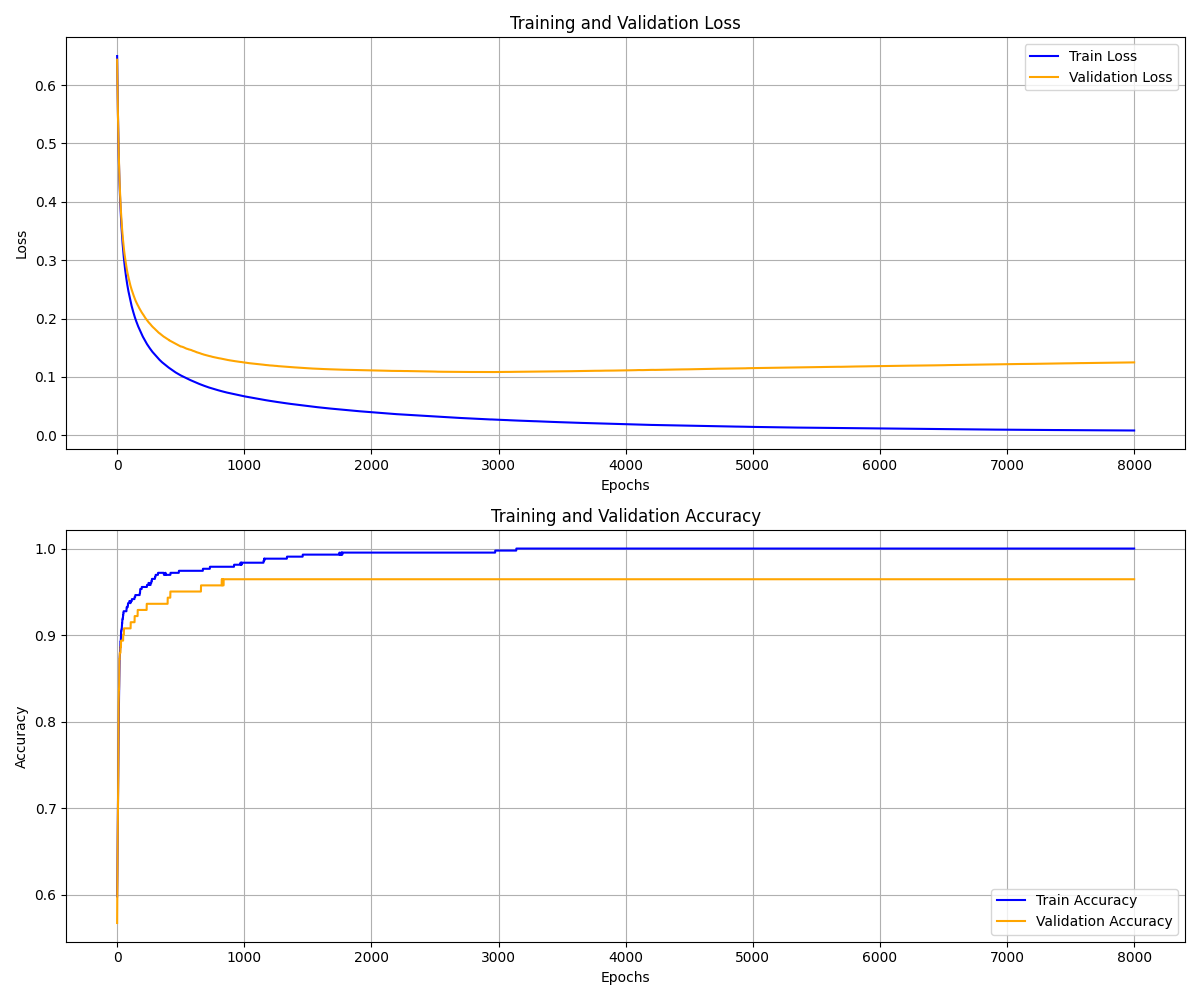 Training and Validation Loss
Train Loss
Validation Loss
Loss
0.6
0.5
0.4
0.3
0.2
0.1
0.0
0 1000 2000 3000 4000 5000 6000 7000 8000
Epochs
Training and Validation Accuracy
Accuracy
1.0
0.9
0.8
0.7
0.6
Train Accuracy
Validation Accuracy
0 1000 2000 3000 4000 5000 6000 7000 8000
Epochs